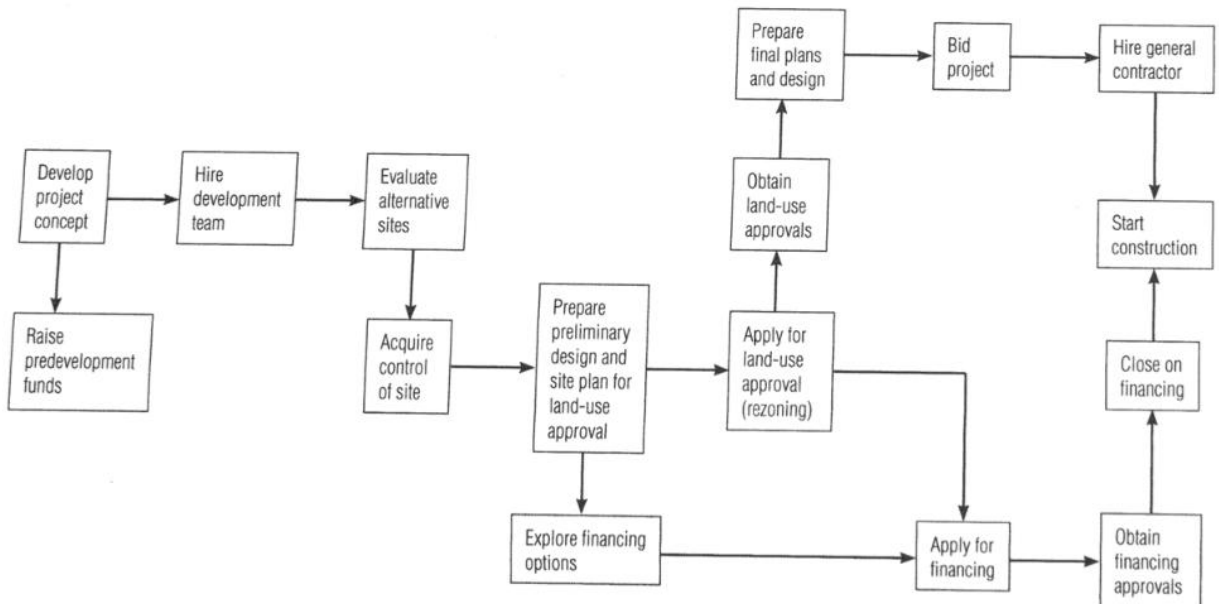 Prepare
final plans
and design
Bid
project
Hire general
contractor
Develop
project
concept
Hire
development
team
Evaluate
alternative
sites
Obtain
land-use
approvals
Start
construction
Raise
predevelopment
funds
Acquire
control
of site
Prepare
preliminary
design and
site plan for
land-use
approval
Apply for
land-use
approval
(rezoning)
Close on
financing
Explore financing
options
Apply for
financing
Obtain
financing
approvals